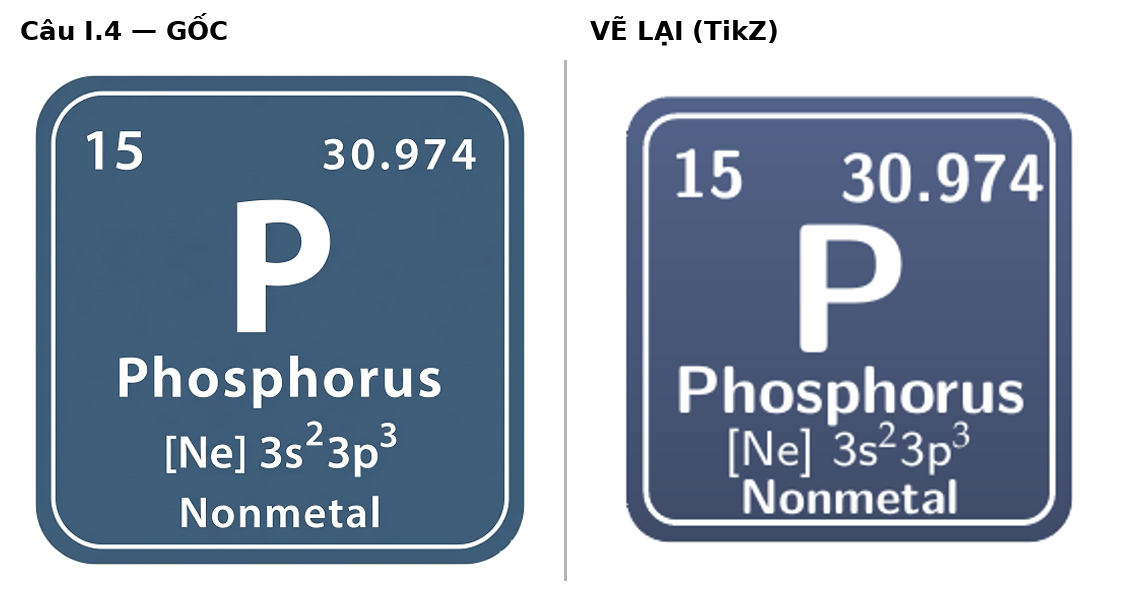 Câu I.4 — GỐC
15 30.974
P
Phosphorus
[Ne] 3s²3p³
Nonmetal
VẼ LẠI (TikZ)
15 30.974
P
Phosphorus
[Ne] 3s²3p³
Nonmetal